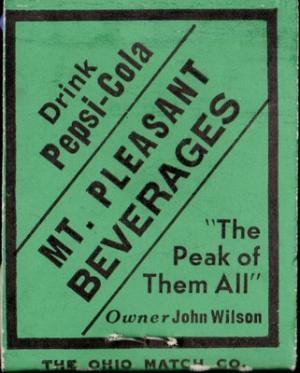 Drink
Pepsi-Cola
MT. PLEASANT
BEVERAGES
"The
Peak of
Them All"
Owner John Wilson
THE OHIO MATCH CO.